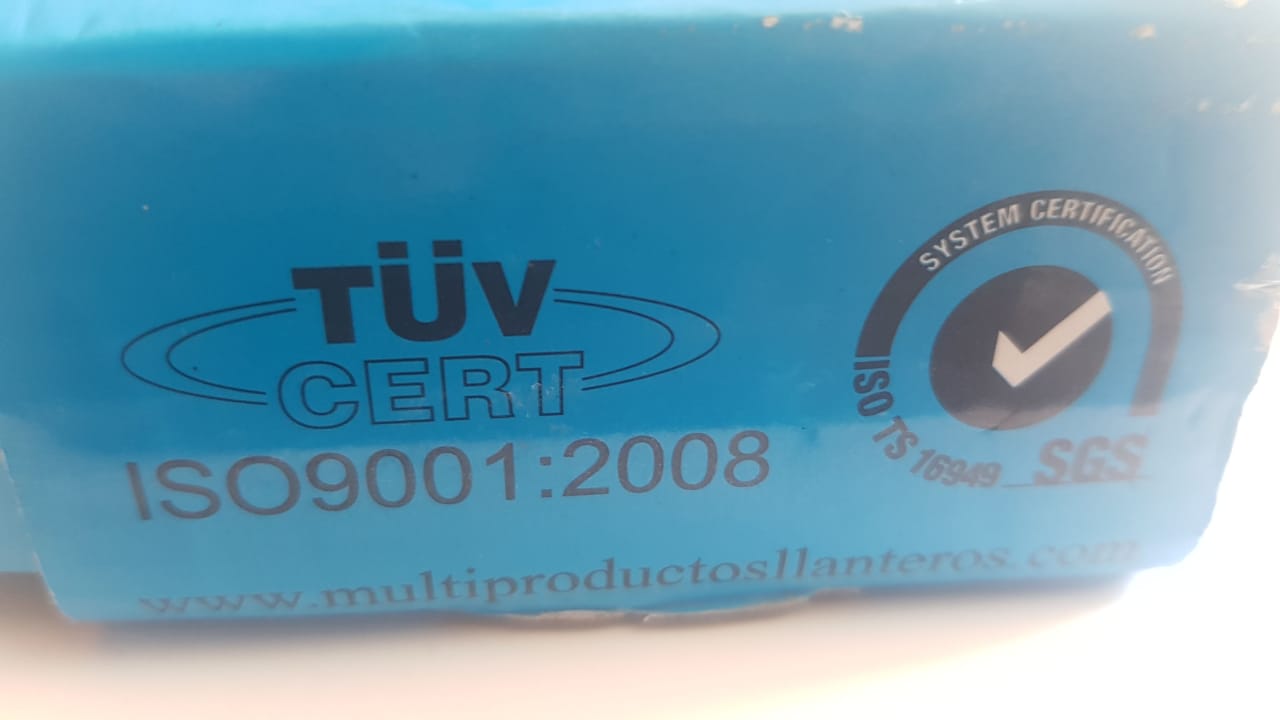 TÜV
CERT
ISO9001:2008
SYSTEM CERTIFICATION
ISO TS 16949
SGS
www.multiproductosllanteros.com